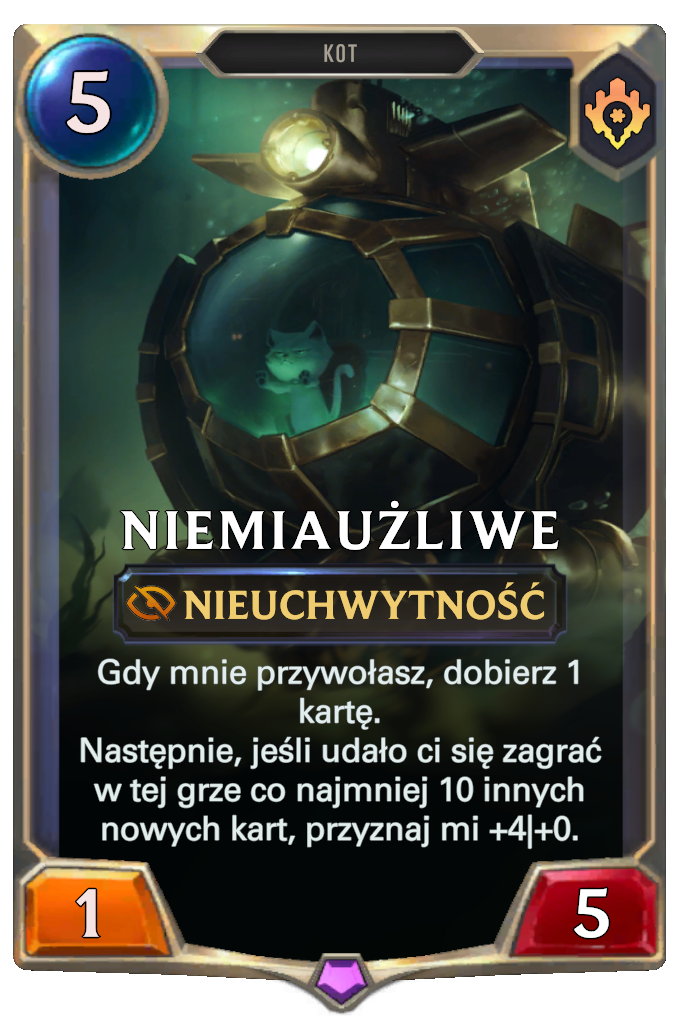 KOT
5
NIEMIAUŻLIWE
NIEUCHWYTNOŚĆ
Gdy mnie przywołasz, dobierz 1
kartę.
Następnie, jeśli udało ci się zagrać
w tej grze co najmniej 10 innych
nowych kart, przyznaj mi +4|+0.
1
5